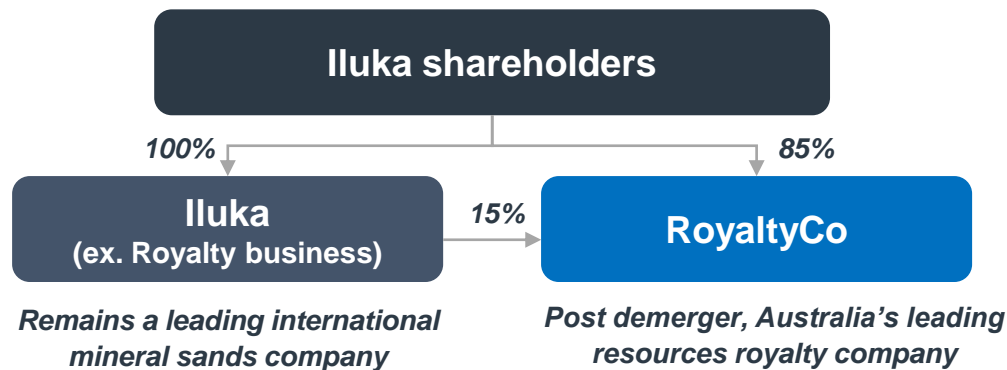 Iluka shareholders
100%
85%
Iluka
(ex. Royalty business)
15%
RoyaltyCo
Remains a leading international
mineral sands company
Post demerger, Australia's leading
resources royalty company